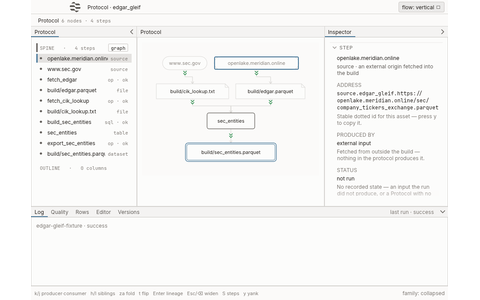 Protocol · edgar_gleif
flow: vertical
Protocol 6 nodes · 4 steps
Protocol
SPINE · 4 steps
graph
openlake.meridian.onlin source
www.sec.gov source
fetch_edgar op · ok
build/edgar.parquet file
fetch_cik_lookup op · ok
build/cik_lookup.txt file
build_sec_entities sql · ok
sec_entities table
export_sec_entities op · ok
build/sec_entities.parq dataset
OUTLINE · 0 columns
Protocol
www.sec.gov
openlake.meridian.online
build/cik_lookup.txt
build/edgar.parquet
sec_entities
build/sec_entities.parquet
Inspector
STEP
openlake.meridian.online
source · an external origin fetched into the build
ADDRESS
source.edgar_gleif.https://
openlake.meridian.online/sec/
company_tickers_exchange.parquet
Stable dotted id for this asset — press y to copy it.
PRODUCED BY
external input
Fetched from outside the build — nothing in the protocol produces it.
STATUS
not run
No recorded state — an input the run did not produce, or a Protocol with no
Log Quality Rows Editor Versions
last run · success
edgar-gleif-fixture · success
k/j producer·consumer h/l siblings za fold t flip Enter lineage Esc/⌫ widen S steps y yank
family: collapsed